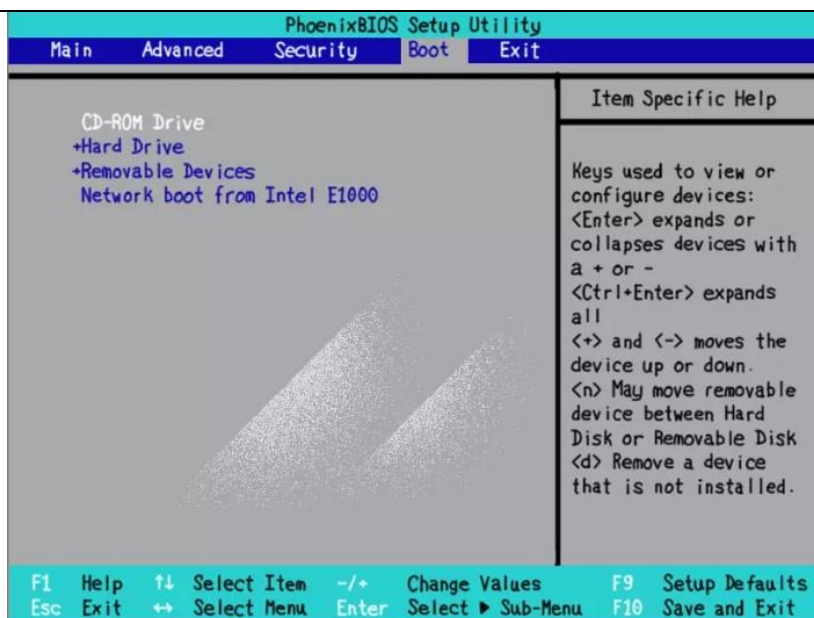 PhoenixBIOS Setup Utility
Main Advanced Security Boot Exit
CD-ROM Drive
+Hard Drive
+Removable Devices
Network boot from Intel E1000
Item Specific Help
Keys used to view or
configure devices:
<Enter> expands or
collapses devices with
a + or -
<Ctrl+Enter> expands
all
<+> and <-> moves the
device up or down.
<n> May move removable
device between Hard
Disk or Removable Disk
<d> Remove a device
that is not installed.
F1 Help ↑↓ Select Item -/+ Change Values F9 Setup Defaults
Esc Exit ↔ Select Menu Enter Select ▶ Sub-Menu F10 Save and Exit